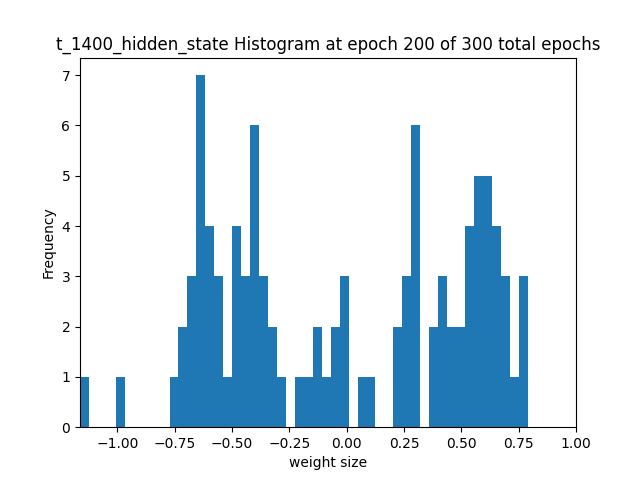 t_1400_hidden_state Histogram at epoch 200 of 300 total epochs
7
6
5
4
3
2
1
0
Frequency
−1.00 −0.75 −0.50 −0.25 0.00 0.25 0.50 0.75 1.00
weight size